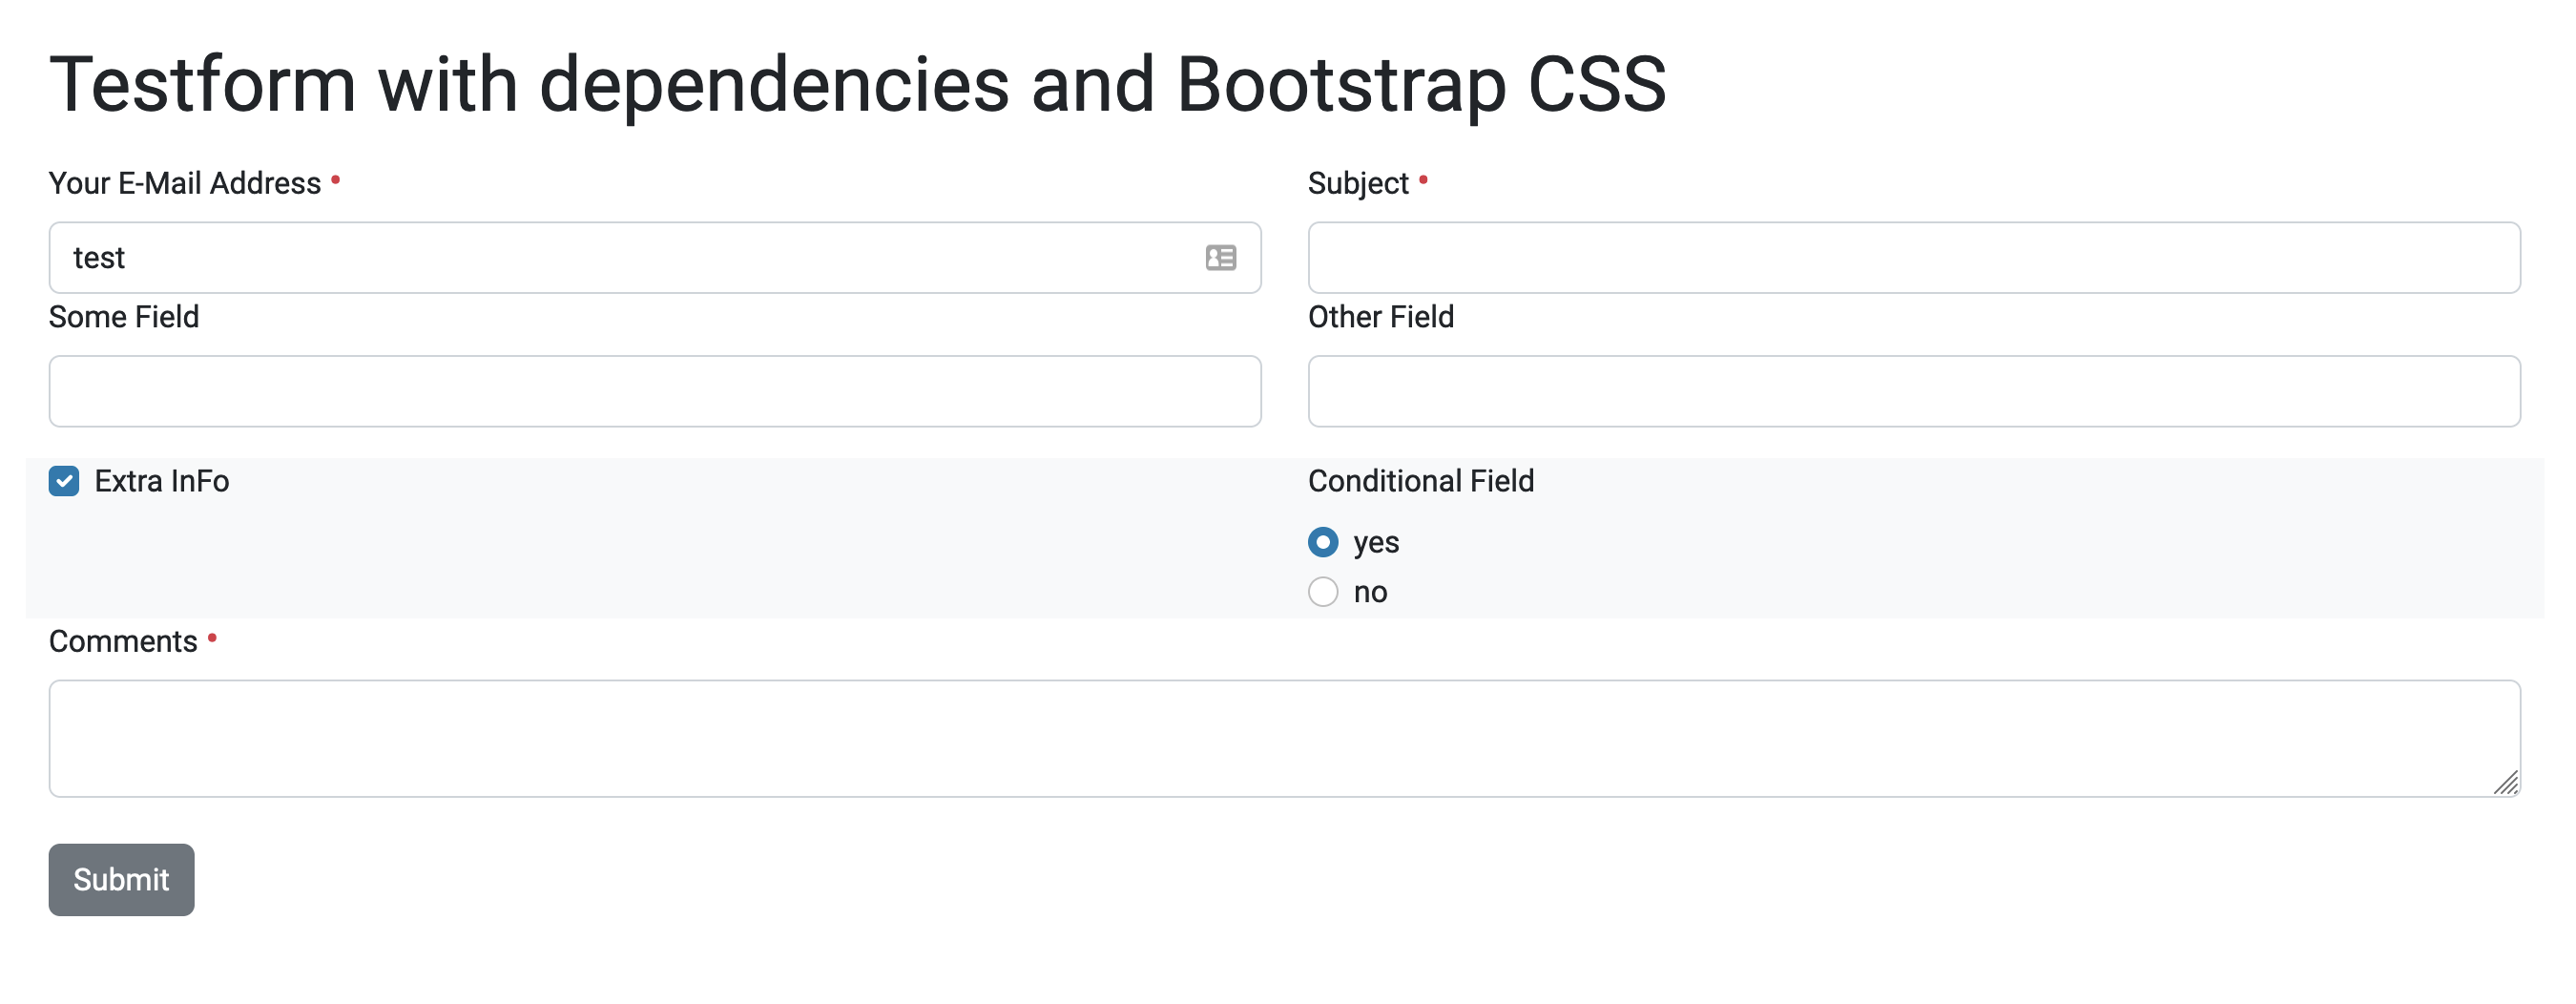 Testform with dependencies and Bootstrap CSS
Your E-Mail Address •
Subject •
test
Some Field
Other Field
Extra InFo
Conditional Field
yes
no
Comments •
Submit